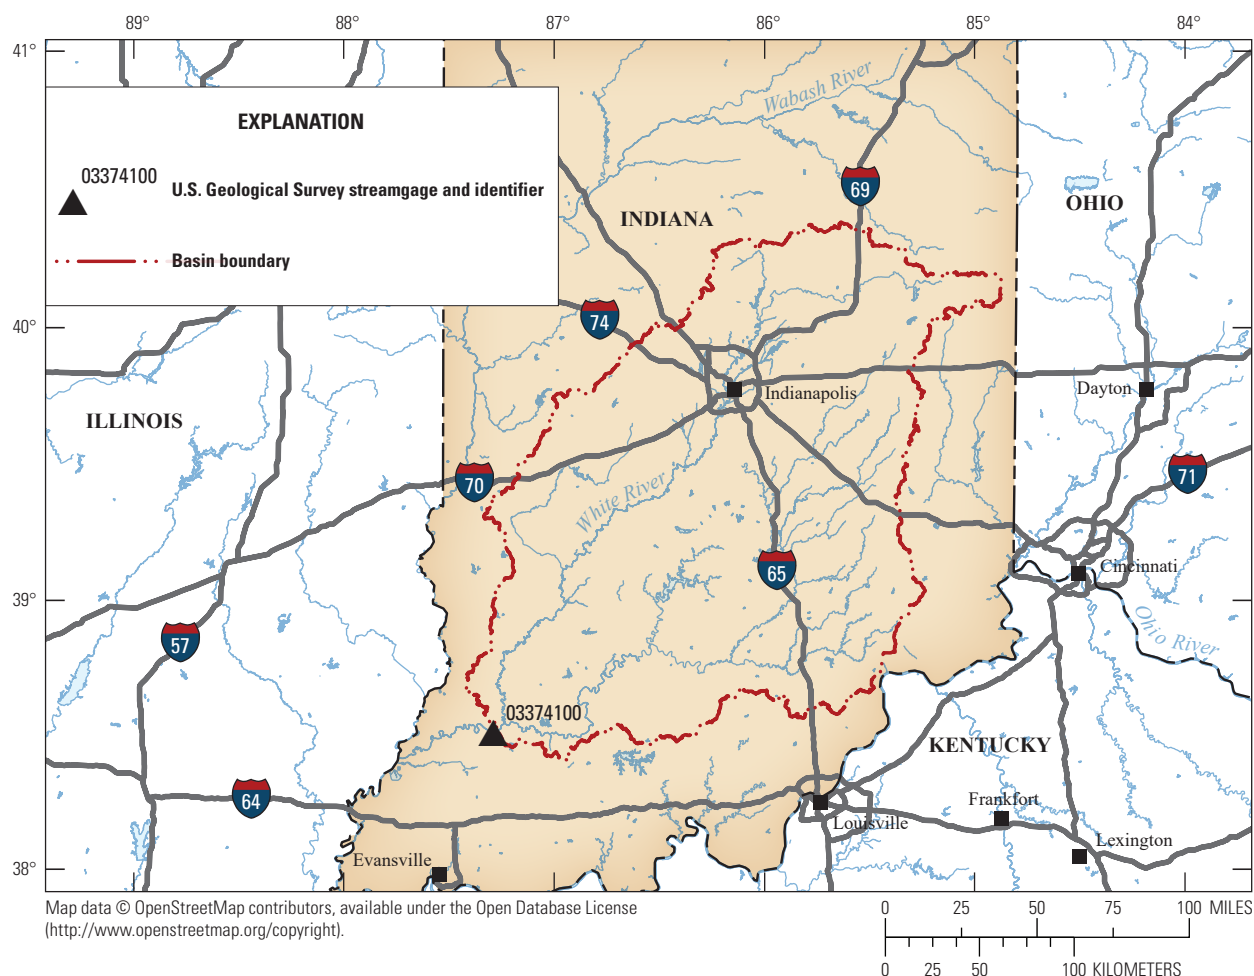 89°
88°
87°
86°
85°
84°
41°
Wabash River
EXPLANATION
03374100
U.S. Geological Survey streamgage and identifier
69
INDIANA
OHIO
Basin boundary
40°
74
Dayton
Indianapolis
ILLINOIS
70
71
White River
65
Cincinnati
39°
57
Ohio River
03374100
KENTUCKY
64
Frankfort
Louisville
Lexington
Evansville
38°
Map data © OpenStreetMap contributors, available under the Open Database License
(http://www.openstreetmap.org/copyright).
0 25 50 75 100 MILES
0 25 50 100 KILOMETERS